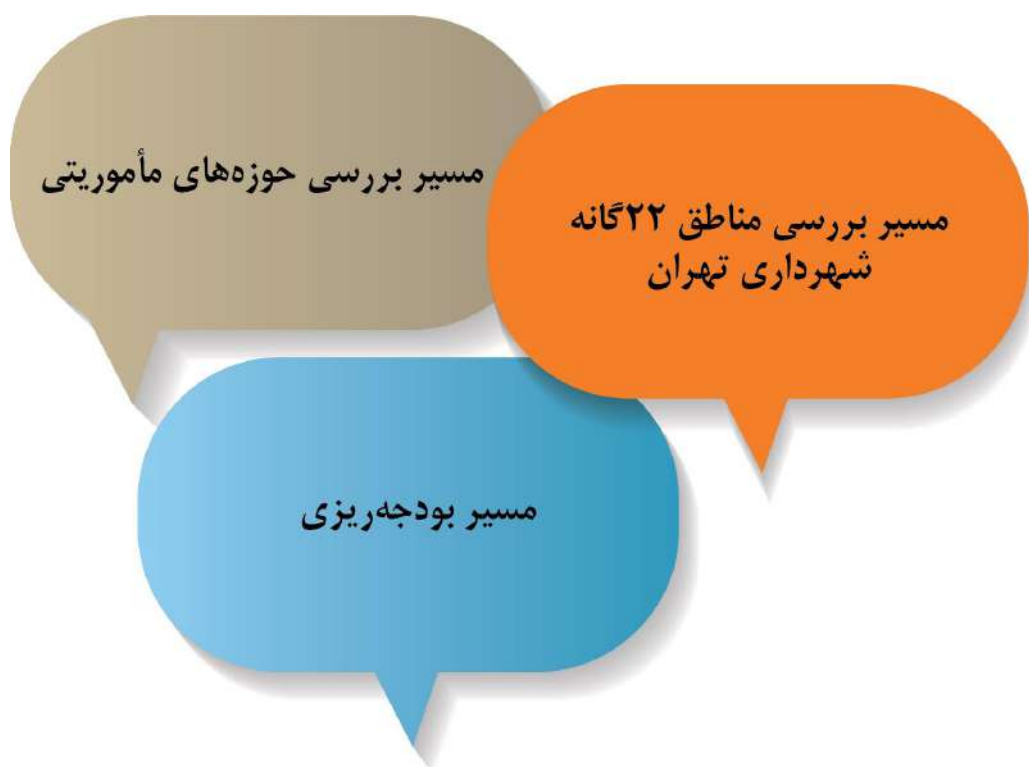 مسیر بررسی حوزه‌های مأموریتی
مسیر بررسی مناطق ۲۲گانه
شهرداری تهران
مسیر بودجه‌ریزی